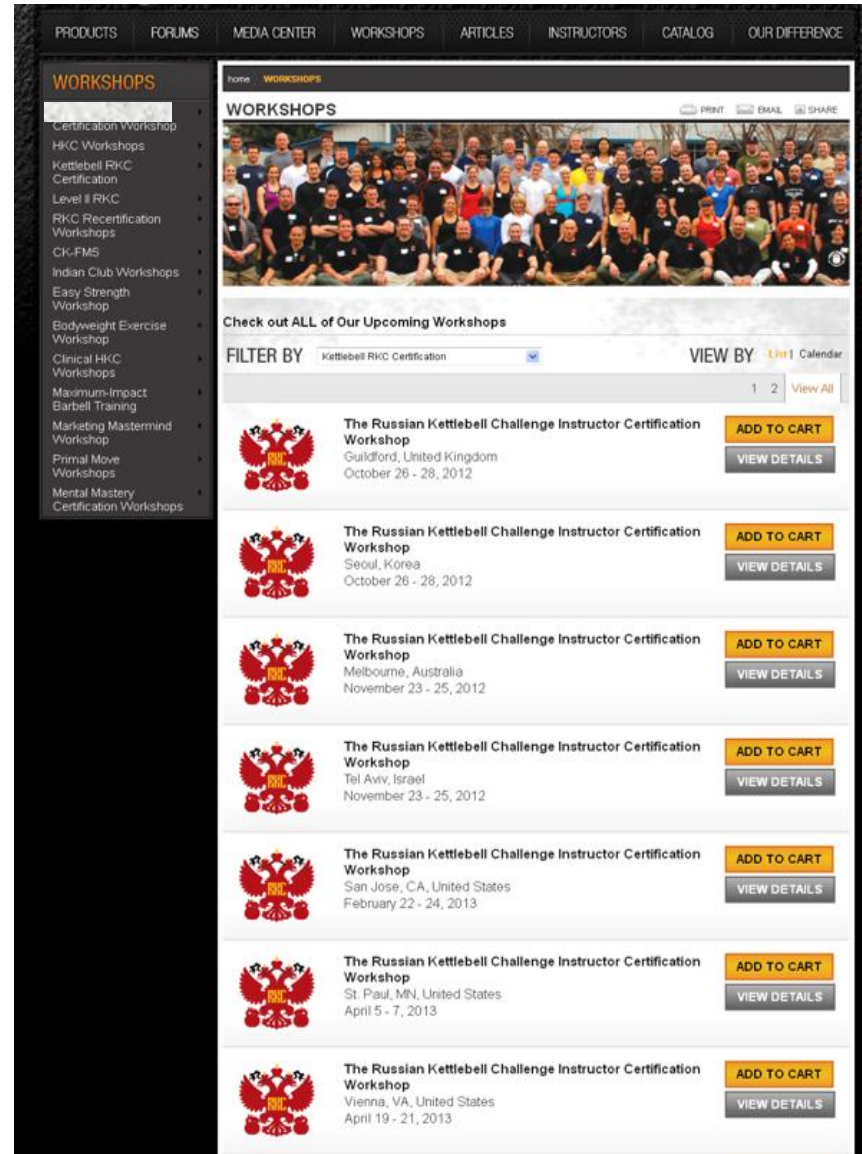 PRODUCTS FORUMS MEDIA CENTER WORKSHOPS ARTICLES INSTRUCTORS CATALOG OUR DIFFERENCE
WORKSHOPS
Certification Workshop
HKC Workshops
Kettlebell RKC
Certification
Level II RKC
RKC Recertification
Workshops
CK-FMS
Indian Club Workshops
Easy Strength
Workshop
Bodyweight Exercise
Workshop
Clinical HKC
Workshops
Maximum-Impact
Barbell Training
Marketing Mastermind
Workshop
Primal Move
Workshops
Mental Mastery
Certification Workshops
home WORKSHOPS
WORKSHOPS
PRINT EMAIL SHARE
Check out ALL of Our Upcoming Workshops
FILTER BY Kettlebell RKC Certification VIEW BY List | Calendar
1 2 View All
RKC
The Russian Kettlebell Challenge Instructor Certification
Workshop
Guildford, United Kingdom
October 26 - 28, 2012
ADD TO CART
VIEW DETAILS
RKC
The Russian Kettlebell Challenge Instructor Certification
Workshop
Seoul, Korea
October 26 - 28, 2012
ADD TO CART
VIEW DETAILS
RKC
The Russian Kettlebell Challenge Instructor Certification
Workshop
Melbourne, Australia
November 23 - 25, 2012
ADD TO CART
VIEW DETAILS
RKC
The Russian Kettlebell Challenge Instructor Certification
Workshop
Tel Aviv, Israel
November 23 - 25, 2012
ADD TO CART
VIEW DETAILS
RKC
The Russian Kettlebell Challenge Instructor Certification
Workshop
San Jose, CA, United States
February 22 - 24, 2013
ADD TO CART
VIEW DETAILS
RKC
The Russian Kettlebell Challenge Instructor Certification
Workshop
St. Paul, MN, United States
April 5 - 7, 2013
ADD TO CART
VIEW DETAILS
RKC
The Russian Kettlebell Challenge Instructor Certification
Workshop
Vienna, VA, United States
April 19 - 21, 2013
ADD TO CART
VIEW DETAILS